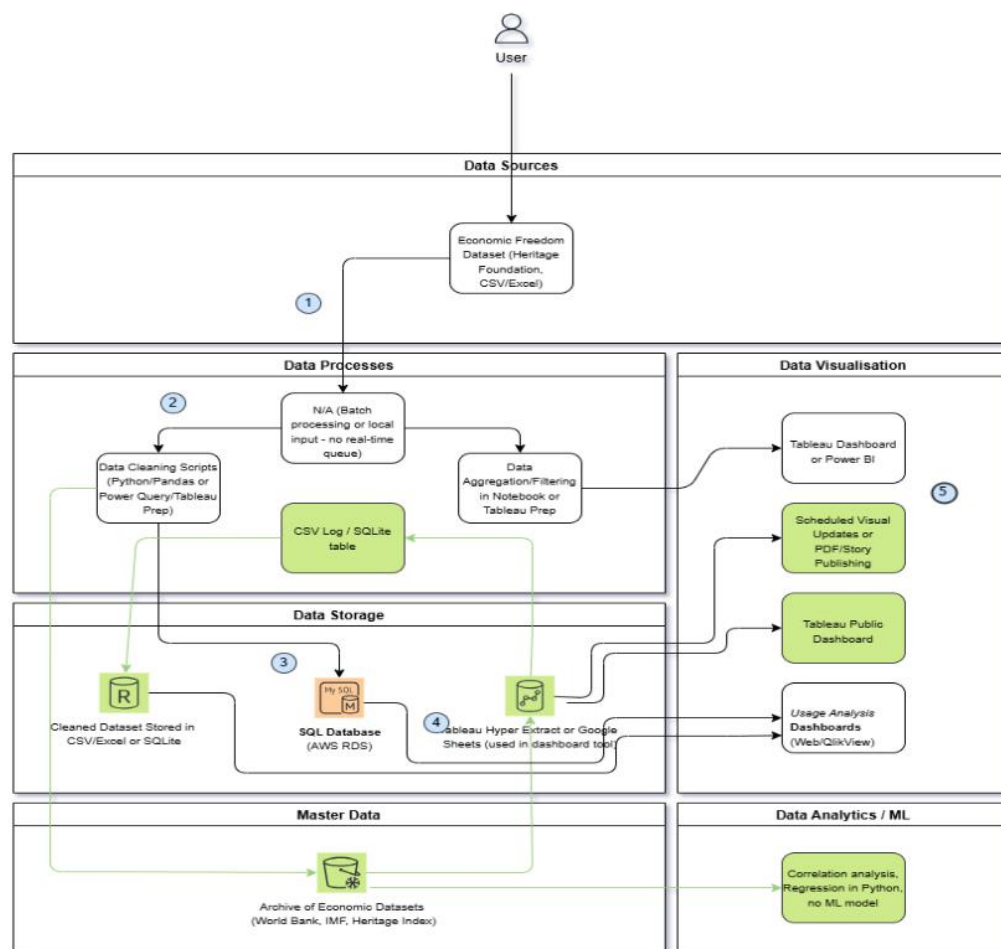 User
Data Sources
Economic Freedom
Dataset (Heritage
Foundation,
CSV/Excel)
1
Data Processes
Data Visualisation
2
N/A (Batch
processing or local
input - no real-time
queue)
Data Cleaning Scripts
(Python/Pandas or
Power Query/Tableau
Prep)
Data
Aggregation/Filtering
in Notebook or
Tableau Prep
CSV Log / SQLite
table
Tableau Dashboard
or Power BI
5
Scheduled Visual
Updates or
PDF/Story
Publishing
Tableau Public
Dashboard
Usage Analysis
Dashboards
(Web/QlikView)
Data Storage
3
R
Cleaned Dataset Stored in
CSV/Excel or SQLite
My SQL
M
SQL Database
(AWS RDS)
4
Tableau Hyper Extract or Google
Sheets (used in dashboard tool)
Master Data
Archive of Economic Datasets
(World Bank, IMF, Heritage Index)
Data Analytics / ML
Correlation analysis,
Regression in Python,
no ML model